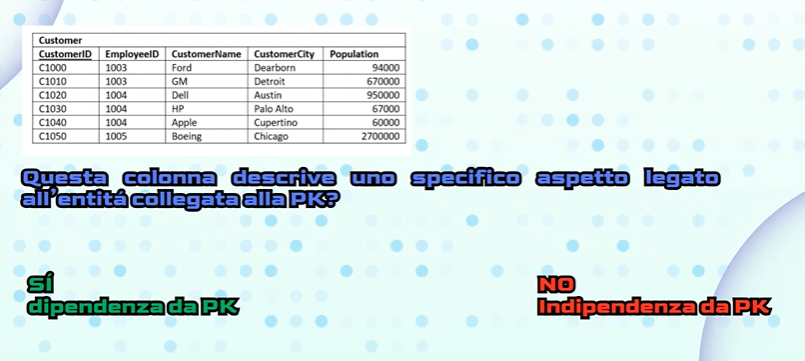 Customer
CustomerID EmployeeID CustomerName CustomerCity Population
C1000 1003 Ford Dearborn 94000
C1010 1003 GM Detroit 670000
C1020 1004 Dell Austin 950000
C1030 1004 HP Palo Alto 67000
C1040 1004 Apple Cupertino 60000
C1050 1005 Boeing Chicago 2700000
Questa colonna descrive uno specifico aspetto legato
all'entitá collegata alla PK?
SÍ
dipendenza da PK
NO
Indipendenza da PK